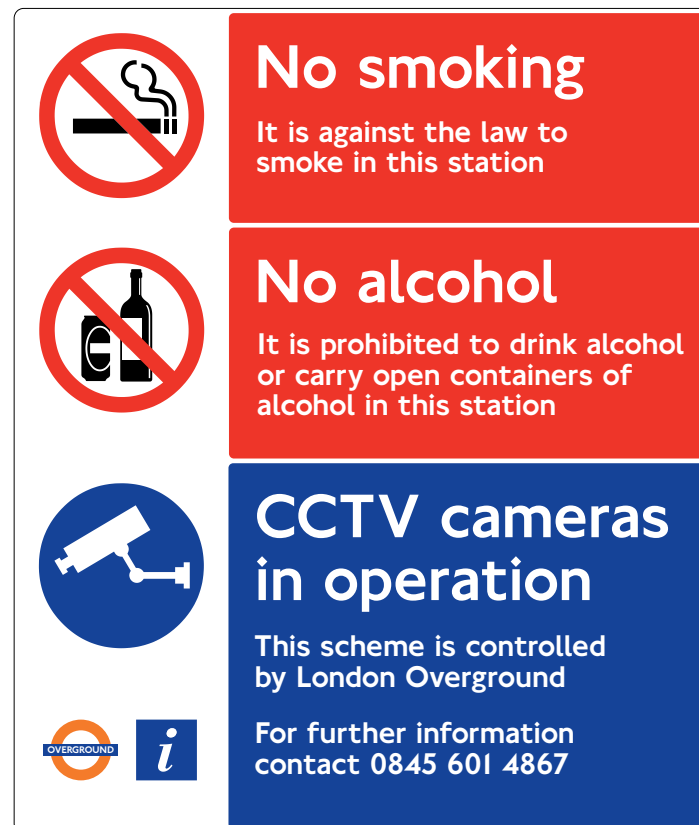 No smoking
It is against the law to
smoke in this station
No alcohol
It is prohibited to drink alcohol
or carry open containers of
alcohol in this station
CCTV cameras
in operation
This scheme is controlled
by London Overground
For further information
contact 0845 601 4867
OVERGROUND
i